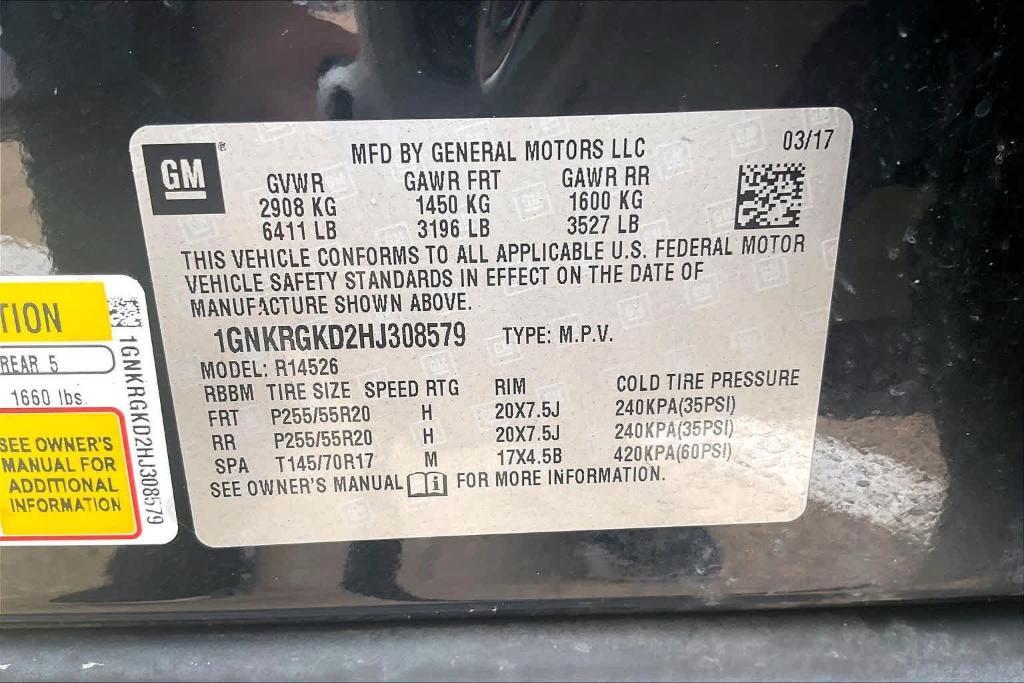 GM®
MFD BY GENERAL MOTORS LLC
03/17
GVWR GAWR FRT GAWR RR
2908 KG 1450 KG 1600 KG
6411 LB 3196 LB 3527 LB
THIS VEHICLE CONFORMS TO ALL APPLICABLE U.S. FEDERAL MOTOR
VEHICLE SAFETY STANDARDS IN EFFECT ON THE DATE OF
MANUFACTURE SHOWN ABOVE.
1GNKRGKD2HJ308579 TYPE: M.P.V.
MODEL: R14526
RBBM TIRE SIZE SPEED RTG RIM COLD TIRE PRESSURE
FRT P255/55R20 H 20X7.5J 240KPA(35PSI)
RR P255/55R20 H 20X7.5J 240KPA(35PSI)
SPA T145/70R17 M 17X4.5B 420KPA(60PSI)
SEE OWNER'S MANUAL i FOR MORE INFORMATION.
TION
REAR 5
1660 lbs.
SEE OWNER'S
MANUAL FOR
ADDITIONAL
INFORMATION
1GNKRGKD2HJ308579